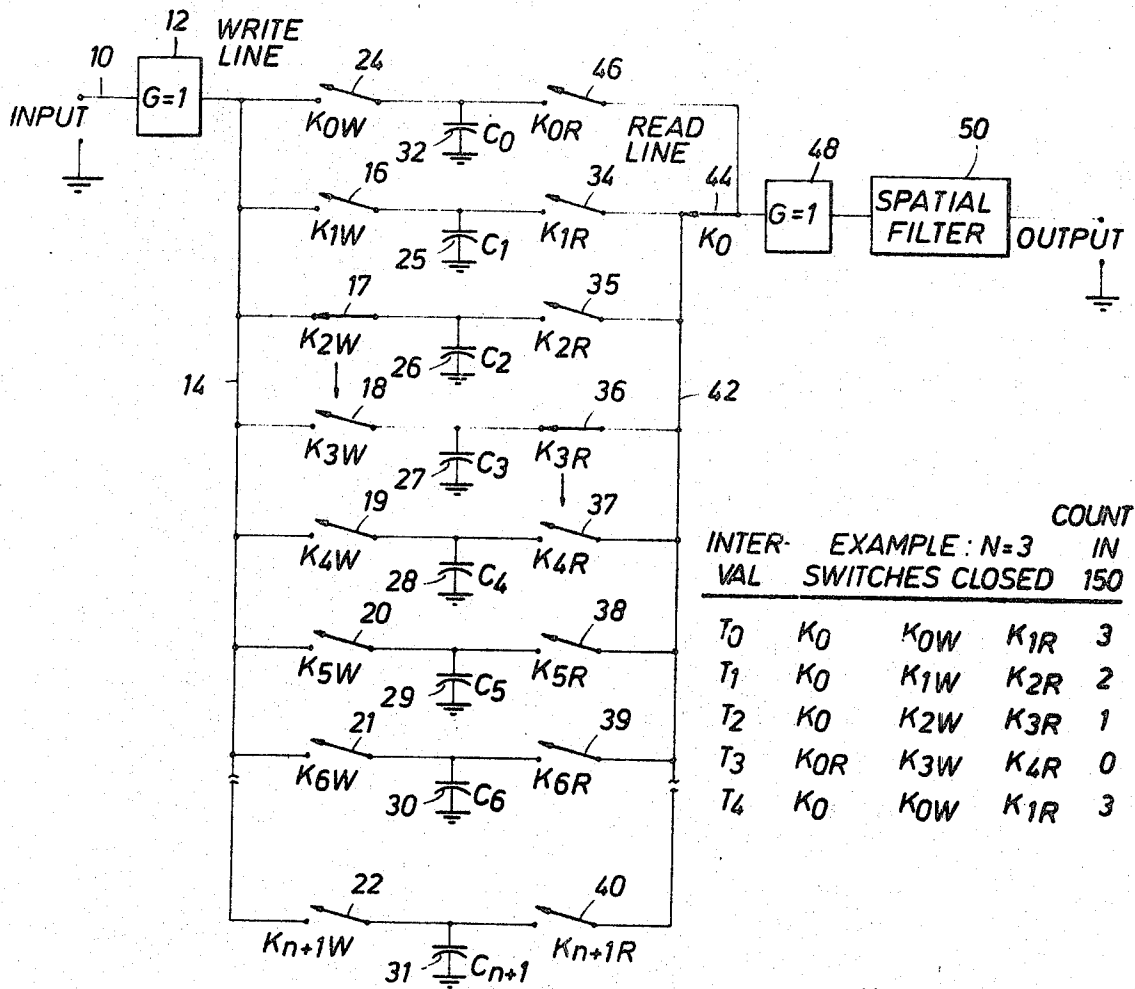 12 WRITE LINE
10 G=1 24 46
INPUT K0W C0 K0R READ LINE 50
32 48
16 34 44
K1W C1 K1R K0 G=1 SPATIAL FILTER OUTPUT
25
17 35
K2W C2 K2R
26
14 18 36 42
K3W C3 K3R
27
19 37
K4W C4 K4R
28
20 38
K5W C5 K5R
29
21 39
K6W C6 K6R
30
22 40
Kn+1W Cn+1 Kn+1R
31
INTER- EXAMPLE: N=3 COUNT IN
VAL SWITCHES CLOSED 150
T0 K0 K0W K1R 3
T1 K0 K1W K2R 2
T2 K0 K2W K3R 1
T3 K0R K3W K4R 0
T4 K0 K0W K1R 3